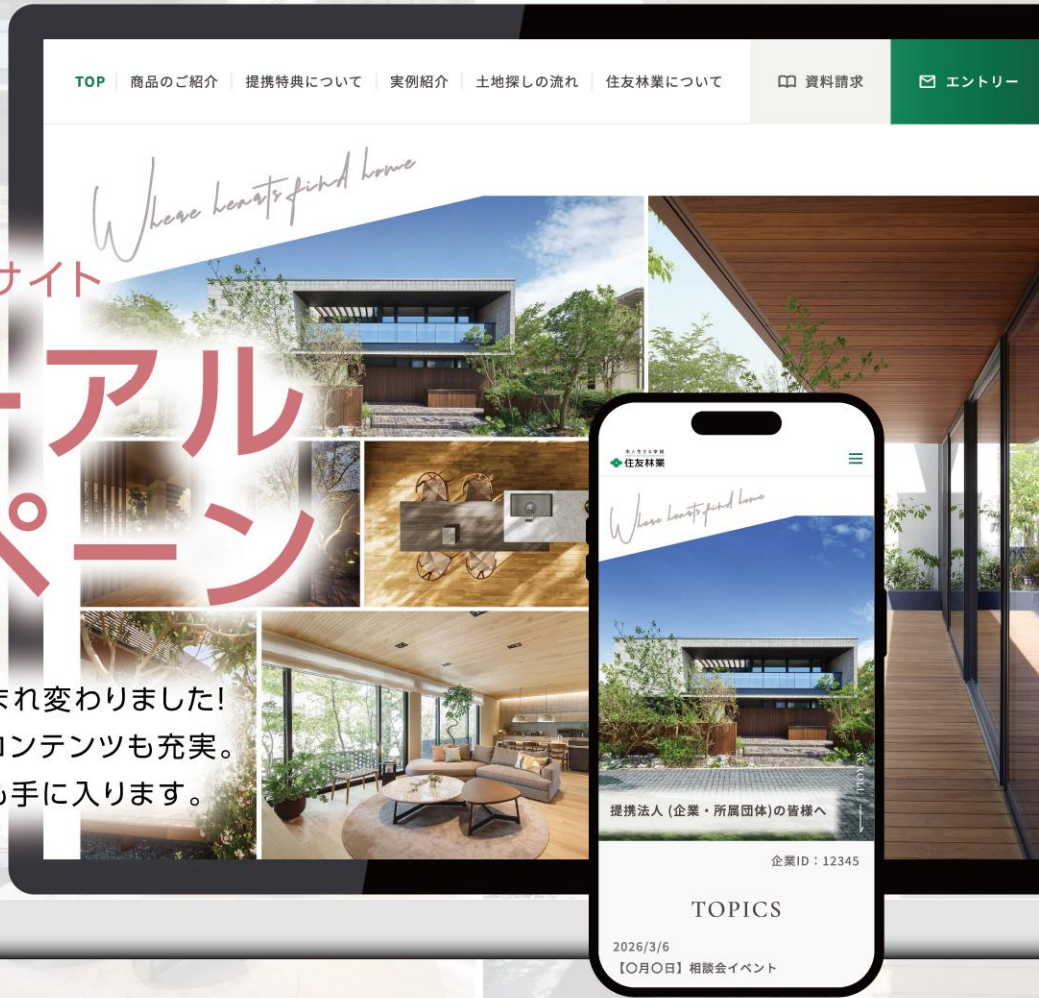 TOP 商品のご紹介 提携特典について 実例紹介 土地探しの流れ 住友林業について 資料請求 エントリー
Where hearts find home
サイト
ーアル
ペーン
まれ変わりました!
コンテンツも充実。
も手に入ります。
住友林業
Where hearts find home
SCROLL
提携法人 (企業・所属団体)の皆様へ
企業ID：12345
TOPICS
2026/3/6
【〇月〇日】相談会イベント